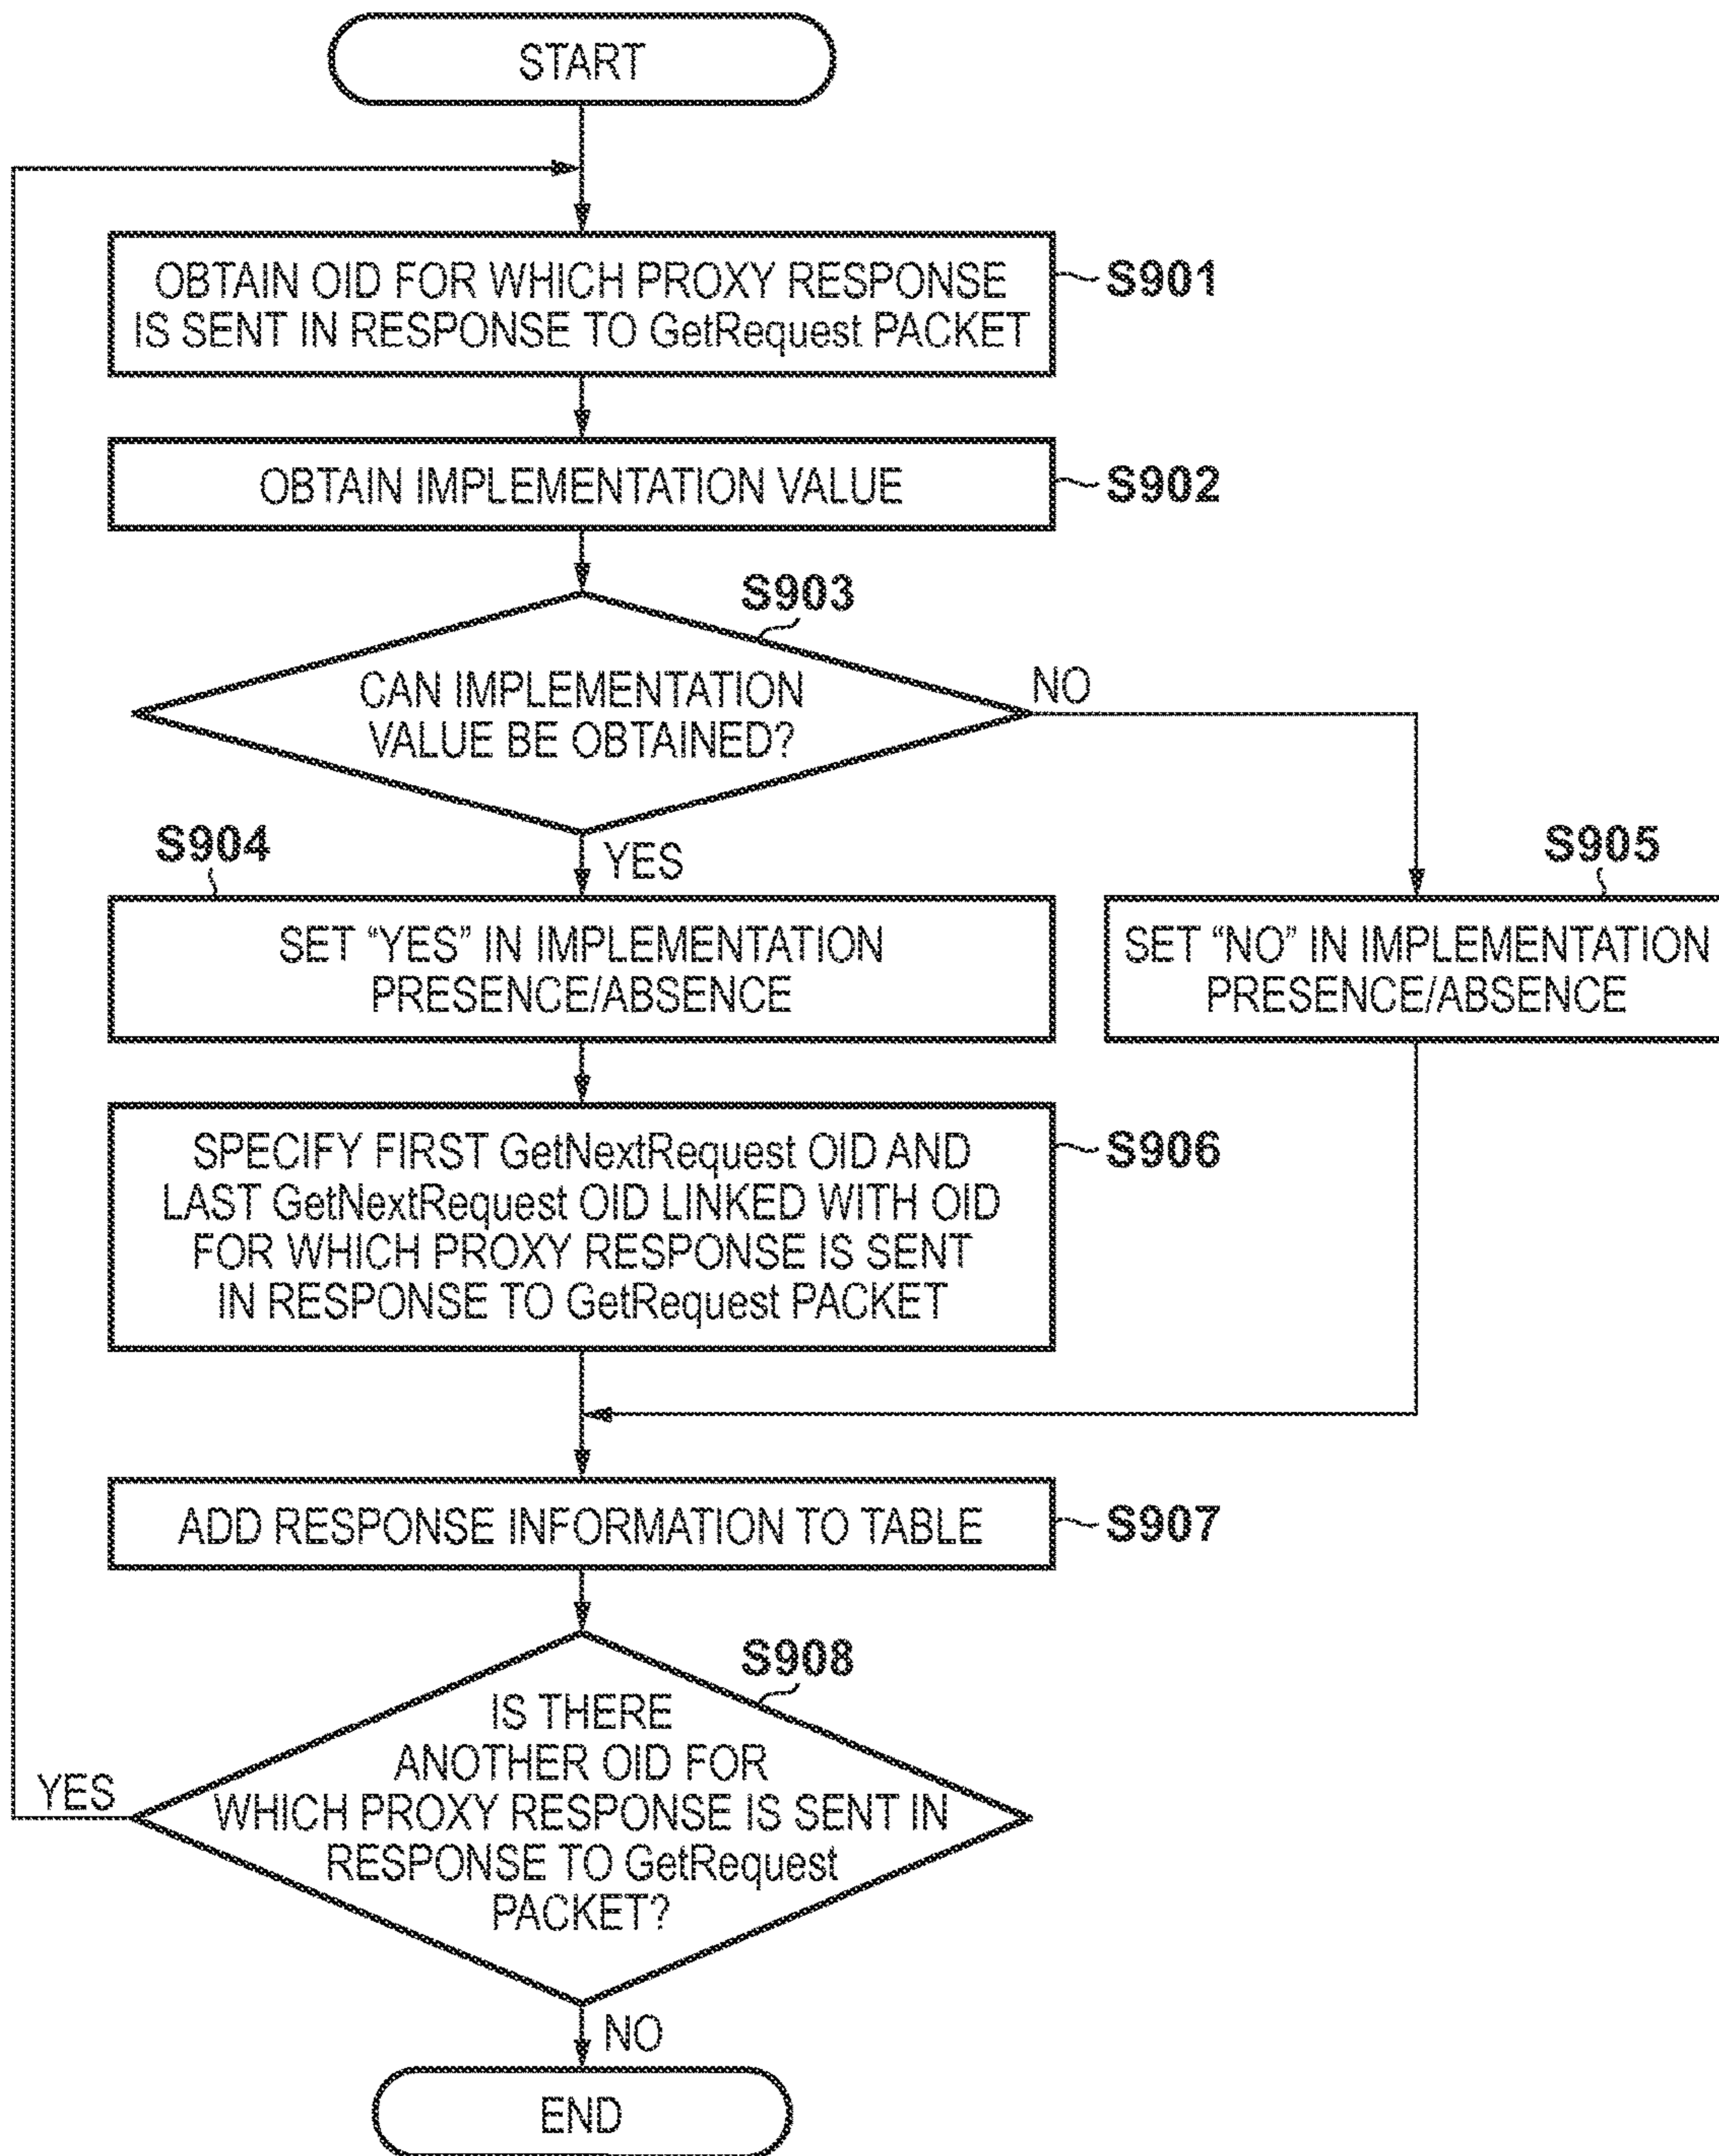 START
OBTAIN OID FOR WHICH PROXY RESPONSE
IS SENT IN RESPONSE TO GetRequest PACKET
S901
OBTAIN IMPLEMENTATION VALUE
S902
S903
CAN IMPLEMENTATION
VALUE BE OBTAINED?
NO
YES
S904
SET “YES” IN IMPLEMENTATION
PRESENCE/ABSENCE
S905
SET “NO” IN IMPLEMENTATION
PRESENCE/ABSENCE
SPECIFY FIRST GetNextRequest OID AND
LAST GetNextRequest OID LINKED WITH OID
FOR WHICH PROXY RESPONSE IS SENT
IN RESPONSE TO GetRequest PACKET
S906
ADD RESPONSE INFORMATION TO TABLE
S907
S908
IS THERE
ANOTHER OID FOR
WHICH PROXY RESPONSE IS SENT IN
RESPONSE TO GetRequest
PACKET?
YES
NO
END